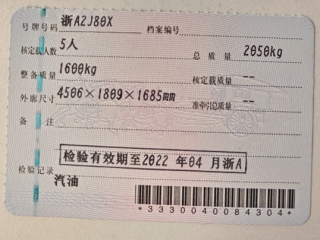 号牌号码 浙A2J80X 档案编号
核定载人数 5人 总质量 2050kg
整备质量 1600kg 核定载质量 --
外廓尺寸 4506×1809×1685mm 准牵引总质量 --
备注
检验有效期至2022 年04 月浙A
检验记录
汽油
*3330040084304*